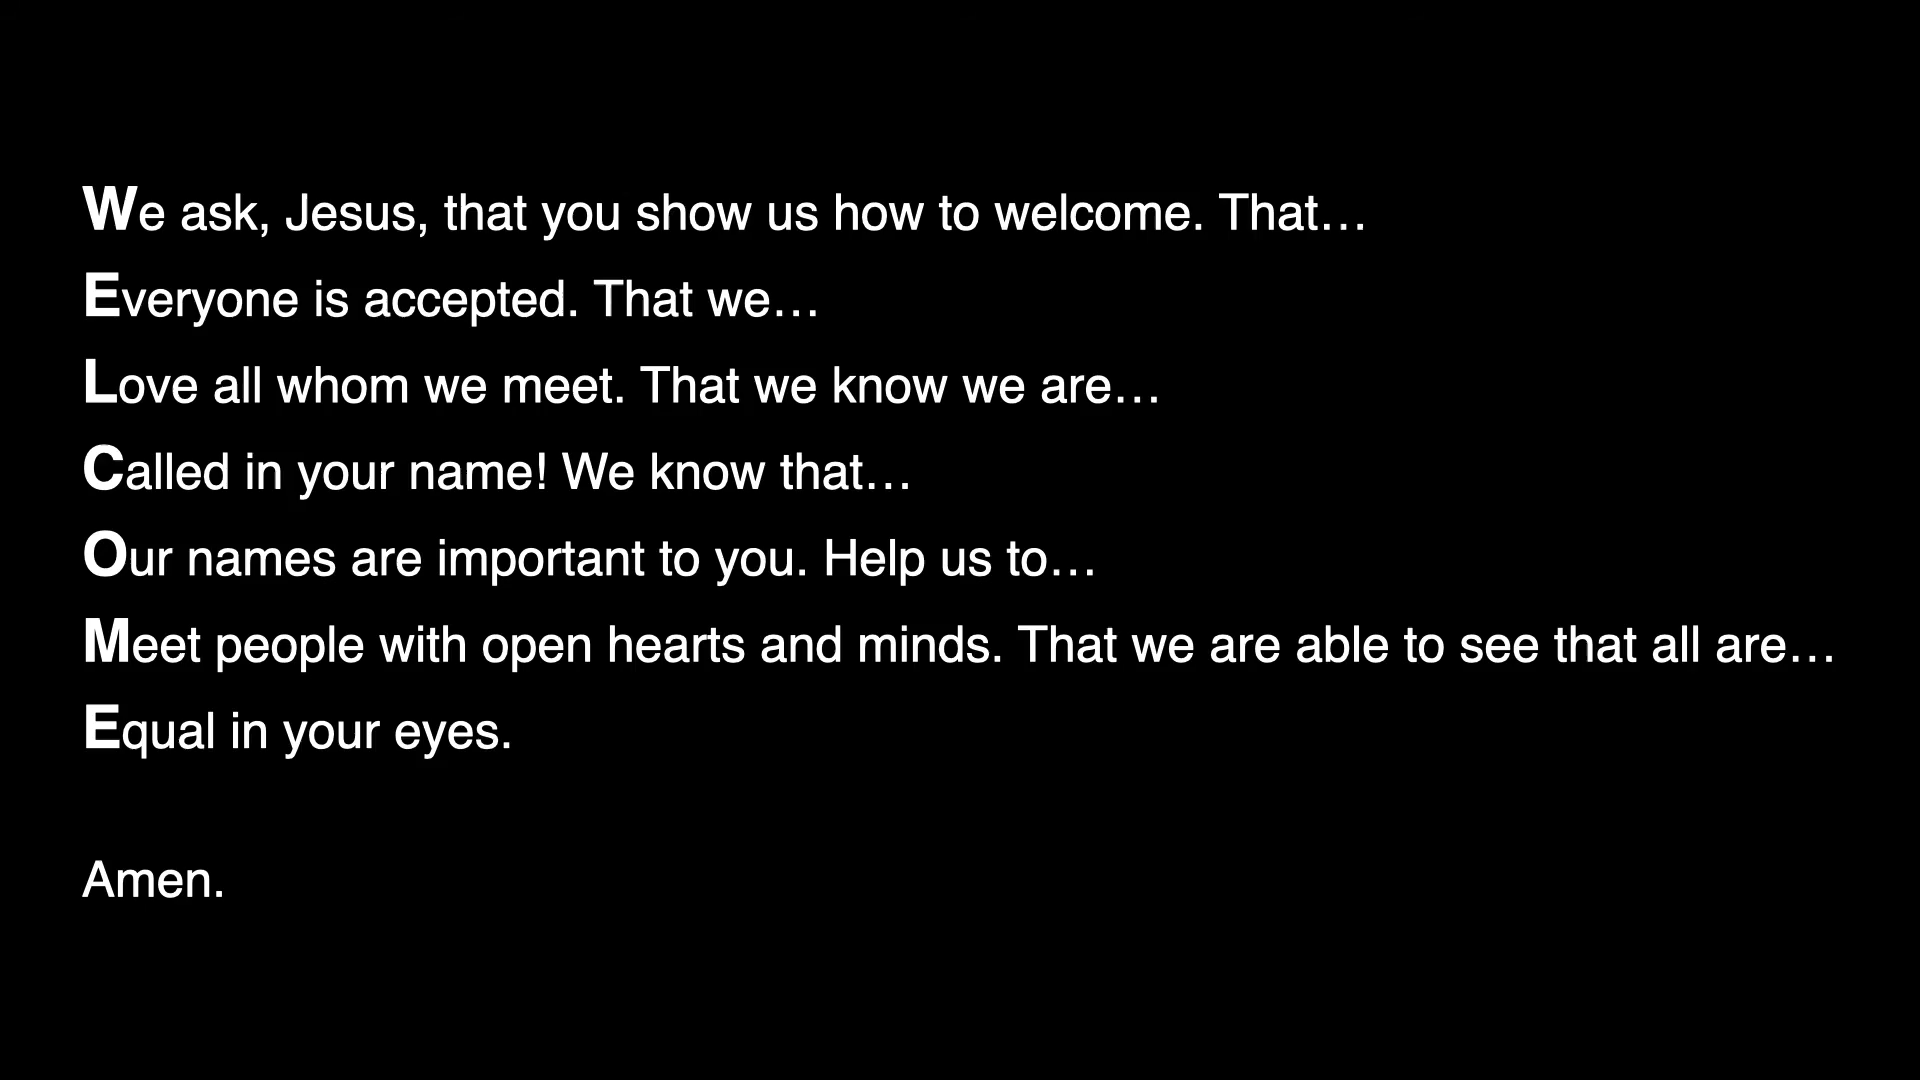 We ask, Jesus, that you show us how to welcome. That…
Everyone is accepted. That we…
Love all whom we meet. That we know we are…
Called in your name! We know that…
Our names are important to you. Help us to…
Meet people with open hearts and minds. That we are able to see that all are…
Equal in your eyes.
Amen.